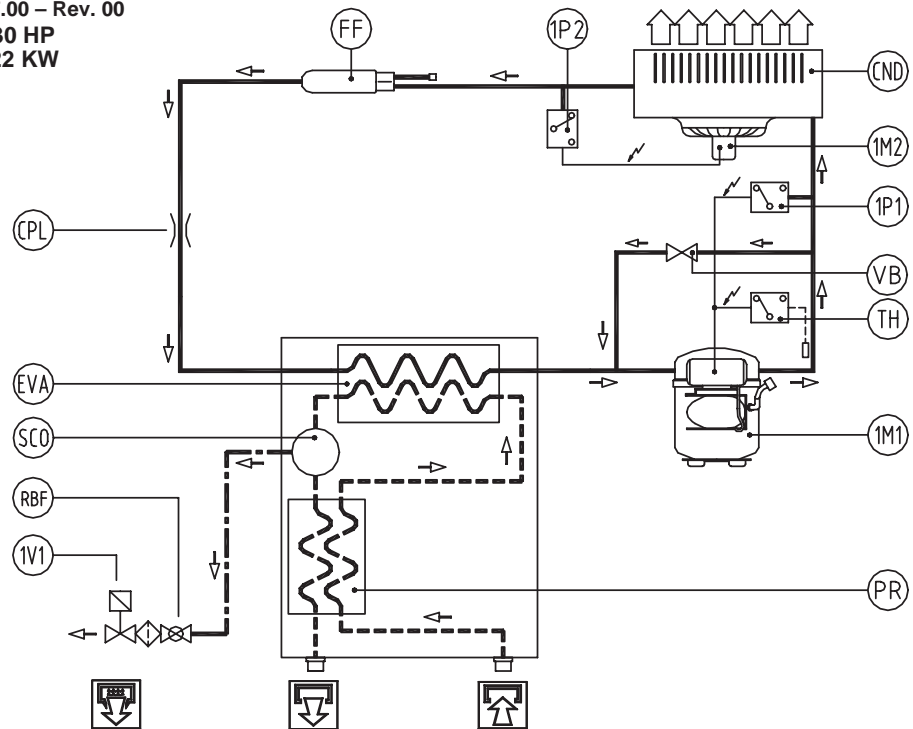 .00 – Rev. 00
30 HP
22 KW
FF
1P2
CND
1M2
1P1
CPL
VB
TH
EVA
SCO
1M1
RBF
1V1
PR